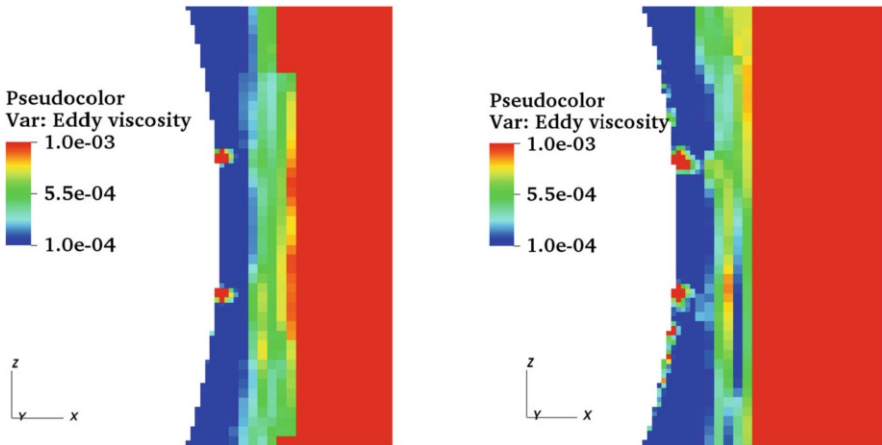 Pseudocolor
Var: Eddy viscosity
1.0e-03
5.5e-04
1.0e-04
Z
Y
X
Pseudocolor
Var: Eddy viscosity
1.0e-03
5.5e-04
1.0e-04
Z
Y
X